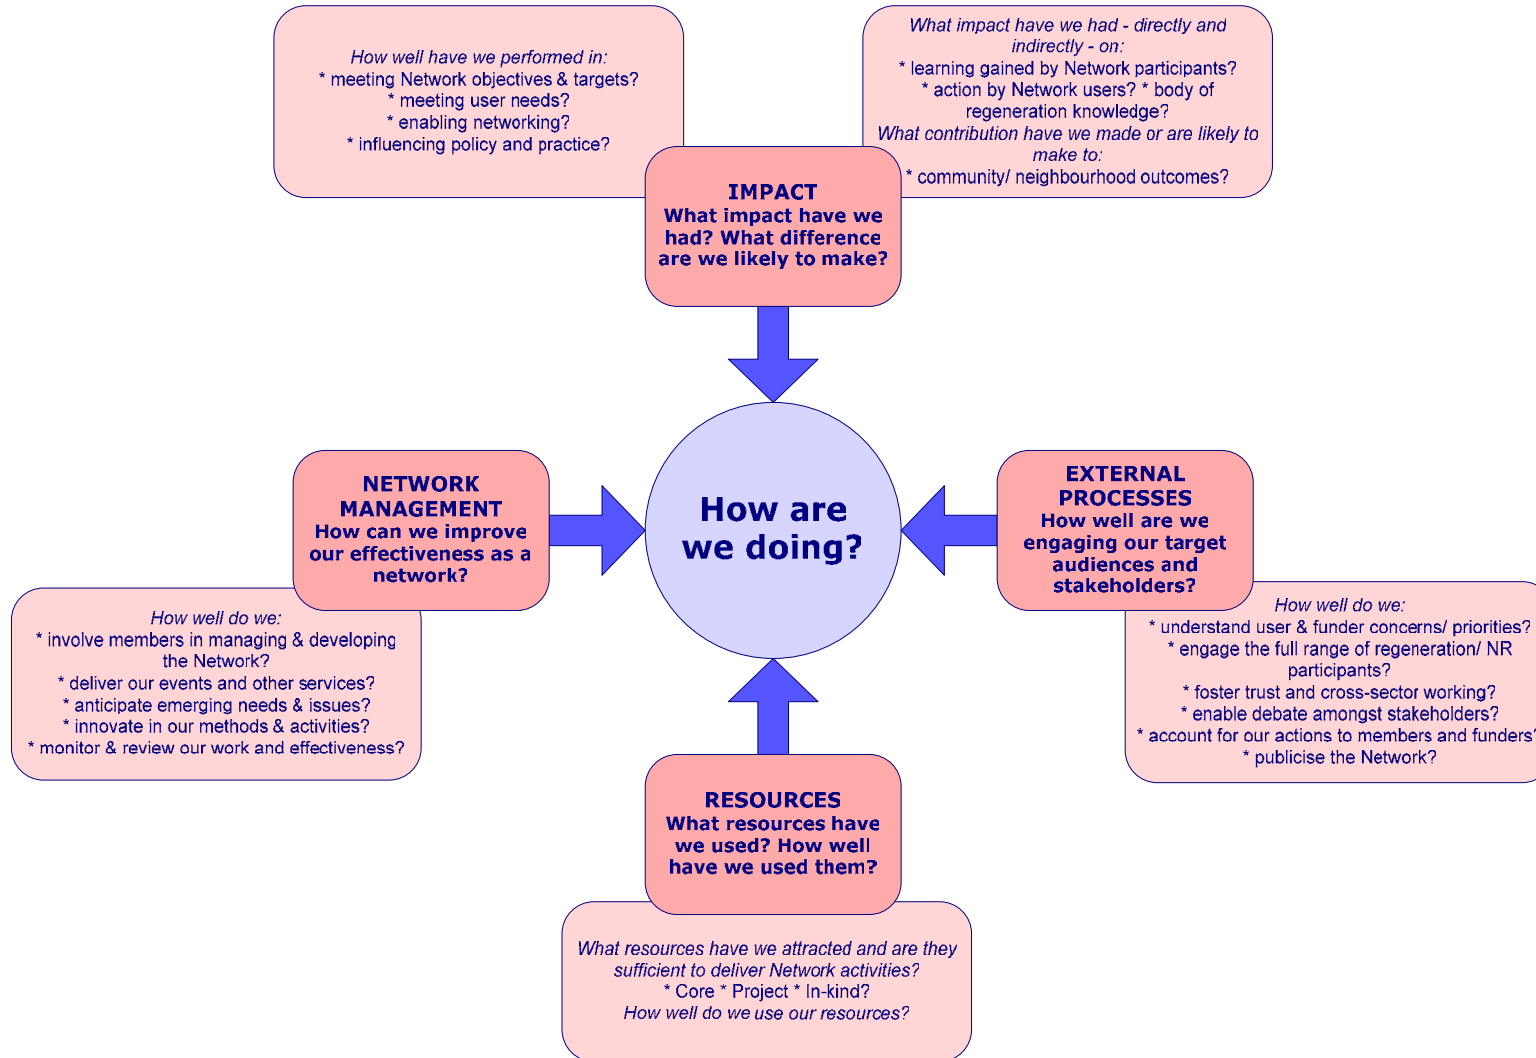 How well have we performed in:
* meeting Network objectives & targets?
* meeting user needs?
* enabling networking?
* influencing policy and practice?
What impact have we had - directly and
indirectly - on:
* learning gained by Network participants?
* action by Network users? * body of
regeneration knowledge?
What contribution have we made or are likely to
make to:
* community/ neighbourhood outcomes?
IMPACT
What impact have we
had? What difference
are we likely to make?
NETWORK
MANAGEMENT
How can we improve
our effectiveness as a
network?
How well do we:
* involve members in managing & developing
the Network?
* deliver our events and other services?
* anticipate emerging needs & issues?
* innovate in our methods & activities?
* monitor & review our work and effectiveness?
How are
we doing?
EXTERNAL
PROCESSES
How well are we
engaging our target
audiences and
stakeholders?
How well do we:
* understand user & funder concerns/ priorities?
* engage the full range of regeneration/ NR
participants?
* foster trust and cross-sector working?
* enable debate amongst stakeholders?
* account for our actions to members and funders?
* publicise the Network?
RESOURCES
What resources have
we used? How well
have we used them?
What resources have we attracted and are they
sufficient to deliver Network activities?
* Core * Project * In-kind?
How well do we use our resources?